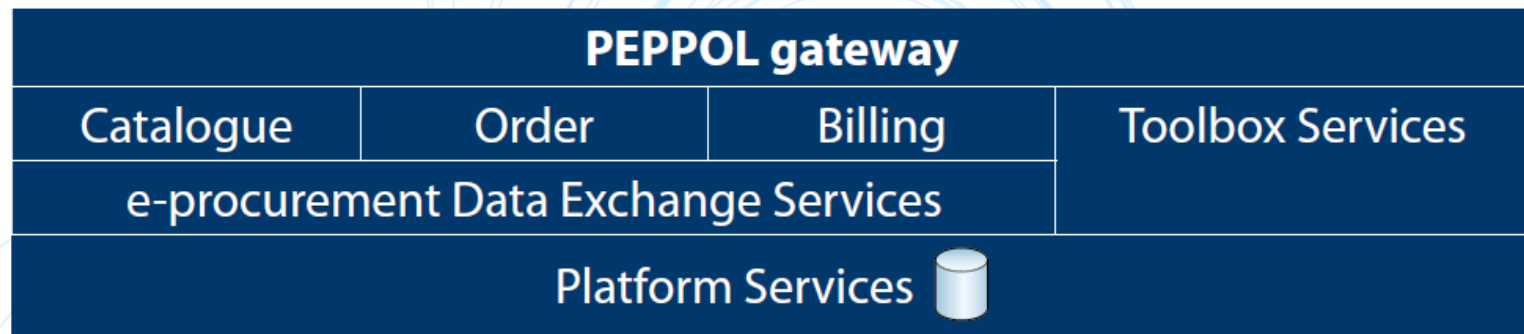 PEPPOL gateway
Catalogue
Order
Billing
Toolbox Services
e-procurement Data Exchange Services
Platform Services